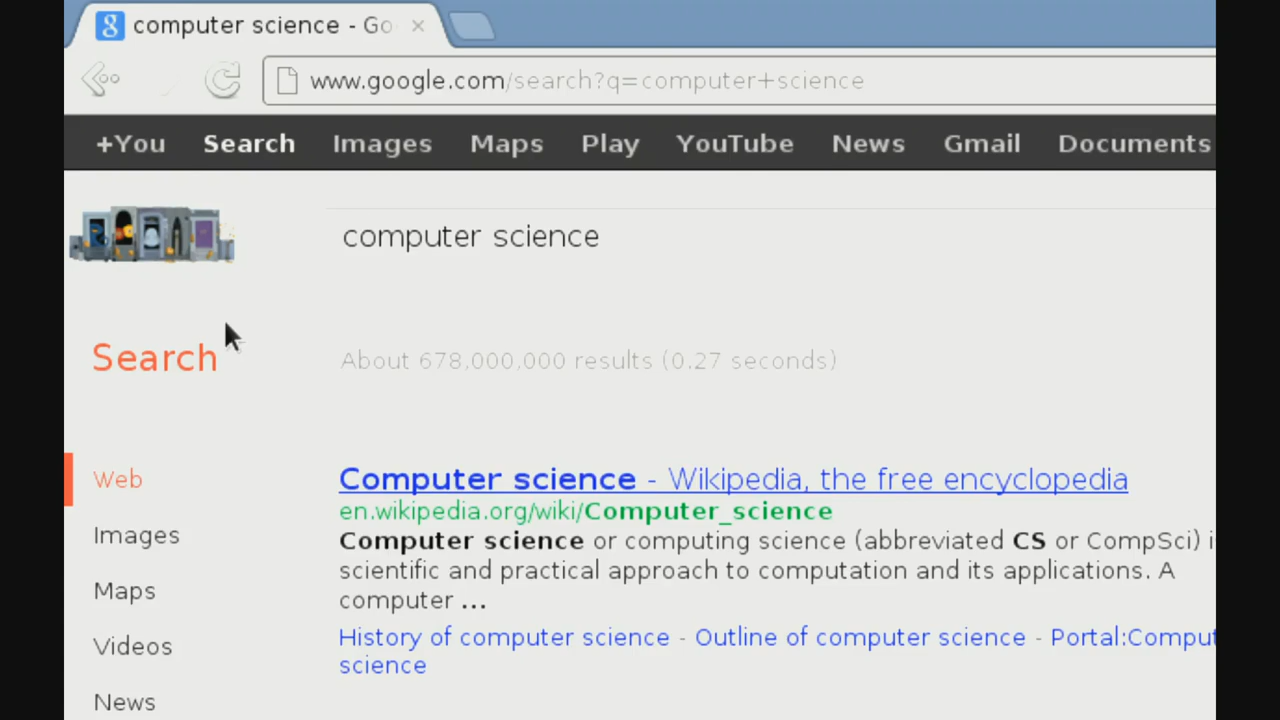 computer science - Go
www.google.com/search?q=computer+science
+You Search Images Maps Play YouTube News Gmail Documents
computer science
Search About 678,000,000 results (0.27 seconds)
Web
Images
Maps
Videos
News
Computer science - Wikipedia, the free encyclopedia
en.wikipedia.org/wiki/Computer_science
Computer science or computing science (abbreviated CS or CompSci) i
scientific and practical approach to computation and its applications. A
computer ...
History of computer science - Outline of computer science - Portal:Comput
science